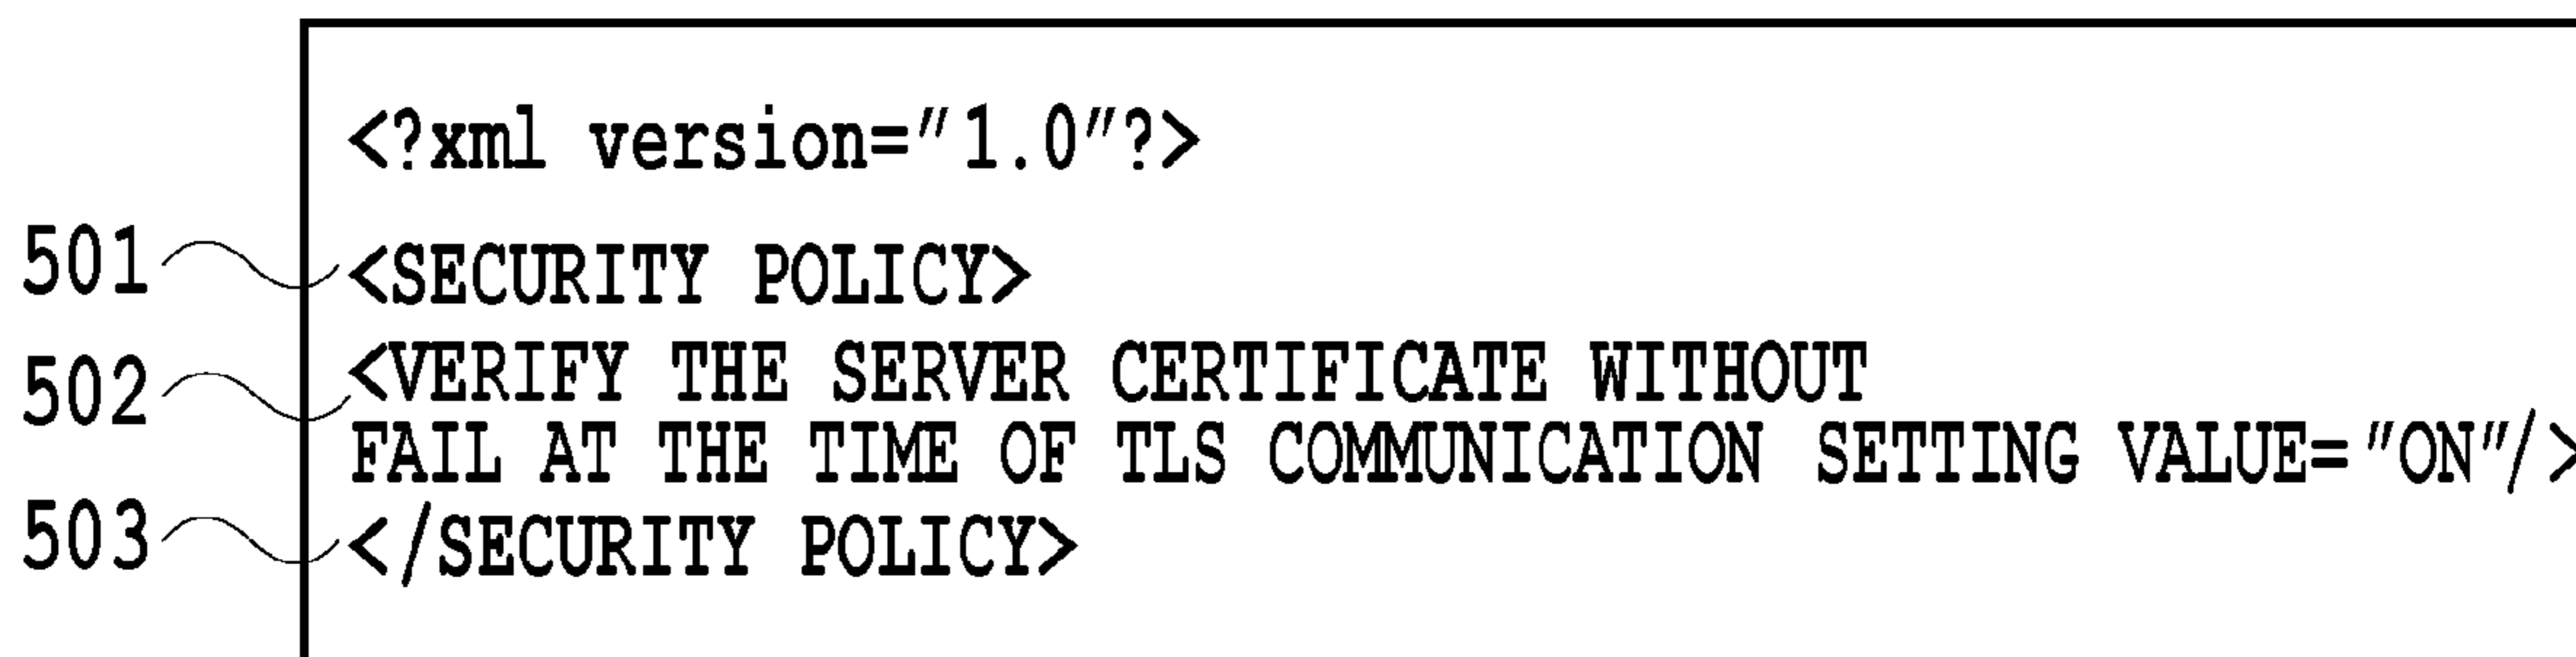 <?xml version="1.0"?>
501 <SECURITY POLICY>
502 <VERIFY THE SERVER CERTIFICATE WITHOUT
FAIL AT THE TIME OF TLS COMMUNICATION SETTING VALUE="ON"/>
503 </SECURITY POLICY>